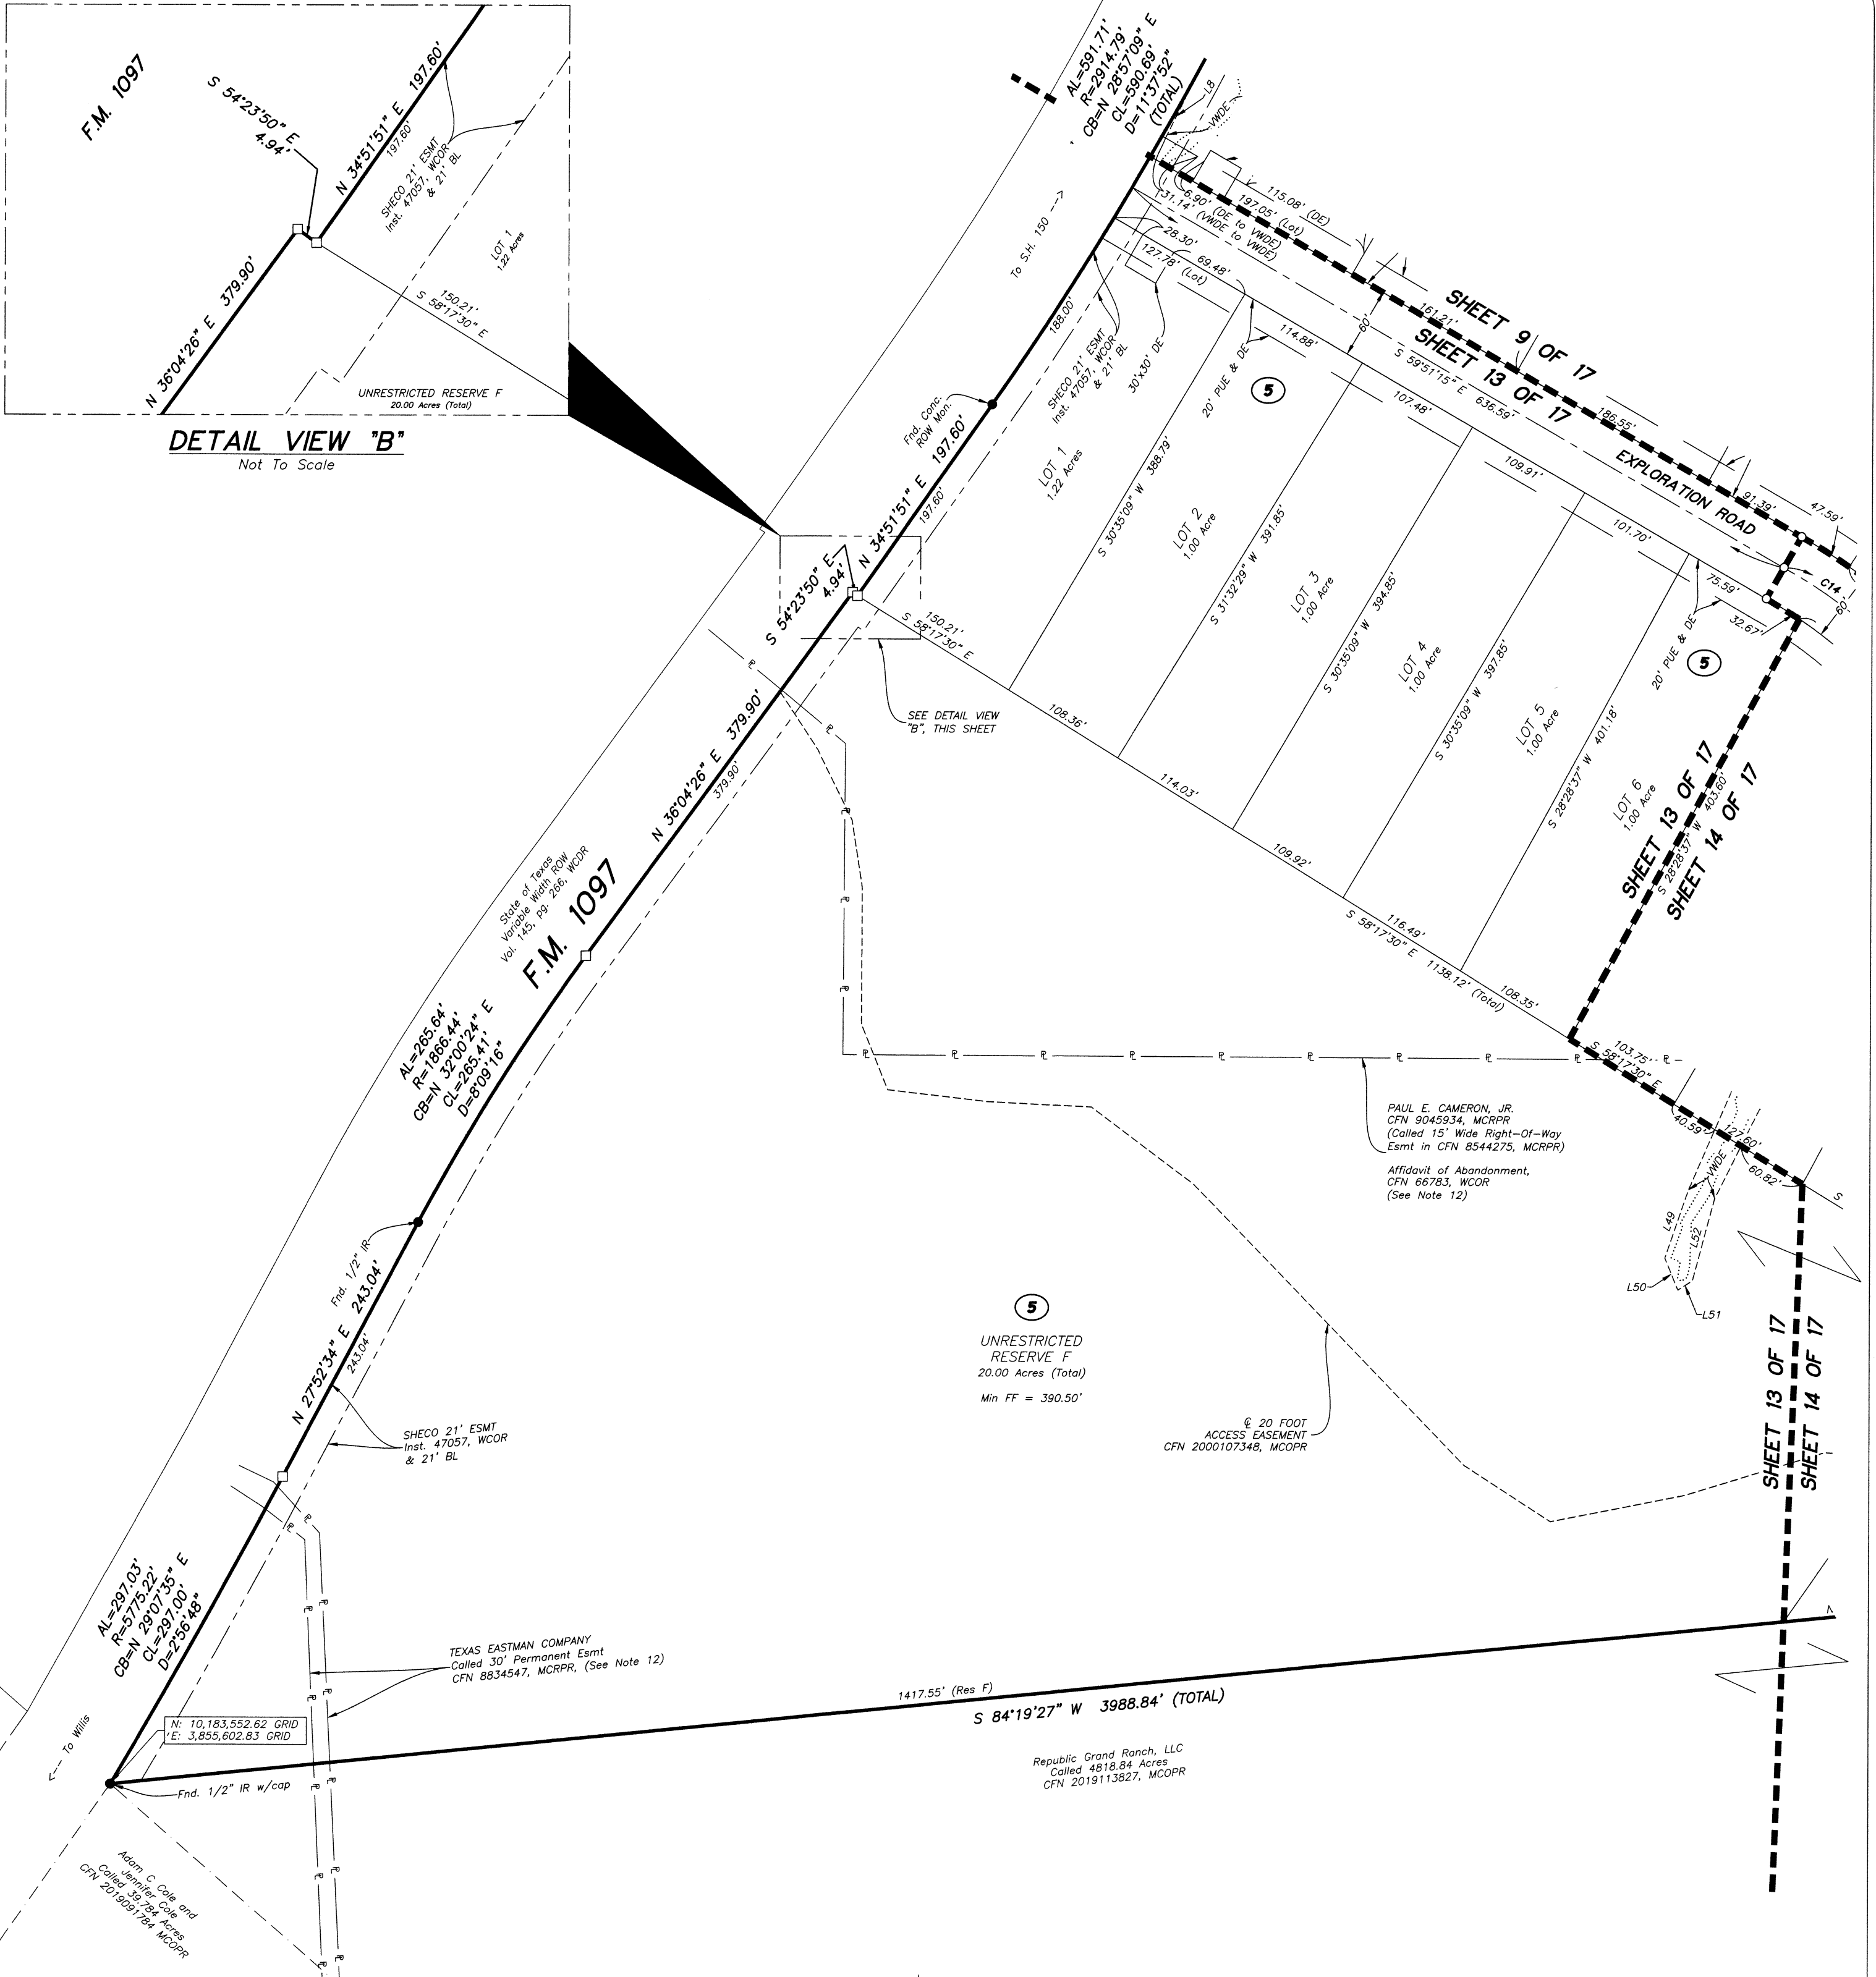 F.M. 1097
S 54°23'50" E
4.94'
N 34°51'51" E 197.60'
197.60'
SHECO 21' ESMT
Inst. 47057, WCOR
& 21' BL
LOT 1
1.22 Acres
N 36°04'26" E 379.90'
150.21'
S 58°17'30" E
UNRESTRICTED RESERVE F
20.00 Acres (Total)
DETAIL VIEW "B"
Not To Scale
AL=591.71'
R=2914.79'
CB=N 28°57'09" E
CL=590.69'
D=11°37'52"
(TOTAL)
L8
VWDE
To S.H. 150
6.90' (DE to VWDE)
31.14' (VWDE to VWDE)
115.08' (DE)
197.05' (Lot)
28.30'
127.78' (Lot)
69.48'
188.00'
SHECO 21' ESMT
Inst. 47057, WCOR
& 21' BL
30'x30' DE
20' PUE & DE
114.88'
60'
5
161.21'
SHEET 9 OF 17
SHEET 13 OF 17
S 59°51'15" E 636.59'
107.48'
186.55'
EXPLORATION ROAD
109.91'
91.39'
47.59'
101.70'
C14
60'
75.59'
32.67'
20' PUE & DE
5
Fnd. Conc.
ROW Mon.
LOT 1
1.22 Acres
S 30°35'09" W 388.79'
LOT 2
1.00 Acres
S 31°32'29" W 391.85'
LOT 3
1.00 Acre
S 30°35'09" W 394.85'
LOT 4
1.00 Acre
S 30°35'09" W 397.85'
LOT 5
1.00 Acre
S 28°28'37" W 401.18'
LOT 6
1.00 Acre
SHEET 13 OF 17
S 28°28'37" W 403.60'
SHEET 14 OF 17
N 34°51'51" E 197.60'
197.60'
S 54°23'50" E
4.94'
150.21'
S 58°17'30" E
SEE DETAIL VIEW
"B", THIS SHEET
108.36'
114.03'
109.92'
116.49'
S 58°17'30" E 1138.12' (Total)
108.35'
103.75'
S 58°17'30" E
40.59'
127.60'
VWDE
60.82'
S
L49
L52
L50
L51
N 36°04'26" E 379.90'
379.90'
State of Texas
Variable Width ROW
Vol. 145, pg. 266, WCDR
F.M. 1097
AL=265.64'
R=1866.44'
CB=N 32°00'24" E
CL=265.41'
D=8°09'16"
PAUL E. CAMERON, JR.
CFN 9045934, MCRPR
(Called 15' Wide Right-Of-Way
Esmt in CFN 8544275, MCRPR)
Affidavit of Abandonment,
CFN 66783, WCOR
(See Note 12)
Fnd. 1/2" IR
N 27°52'34" E 243.04'
243.04'
5
UNRESTRICTED
RESERVE F
20.00 Acres (Total)
Min FF = 390.50'
SHECO 21' ESMT
Inst. 47057, WCOR
& 21' BL
℄ 20 FOOT
ACCESS EASEMENT
CFN 2000107348, MCOPR
SHEET 13 OF 17
SHEET 14 OF 17
AL=297.03'
R=5775.22'
CB=N 29°07'35" E
CL=297.00'
D=2°56'48"
TEXAS EASTMAN COMPANY
Called 30' Permanent Esmt
CFN 8834547, MCRPR, (See Note 12)
To Willis
N: 10,183,552.62 GRID
E: 3,855,602.83 GRID
Fnd. 1/2" IR w/cap
1417.55' (Res F)
S 84°19'27" W 3988.84' (TOTAL)
Republic Grand Ranch, LLC
Called 4818.84 Acres
CFN 2019113827, MCOPR
Adam C Cole and
Jennifer Cole
Called 39.784 Acres
CFN 2019091784 MCOPR